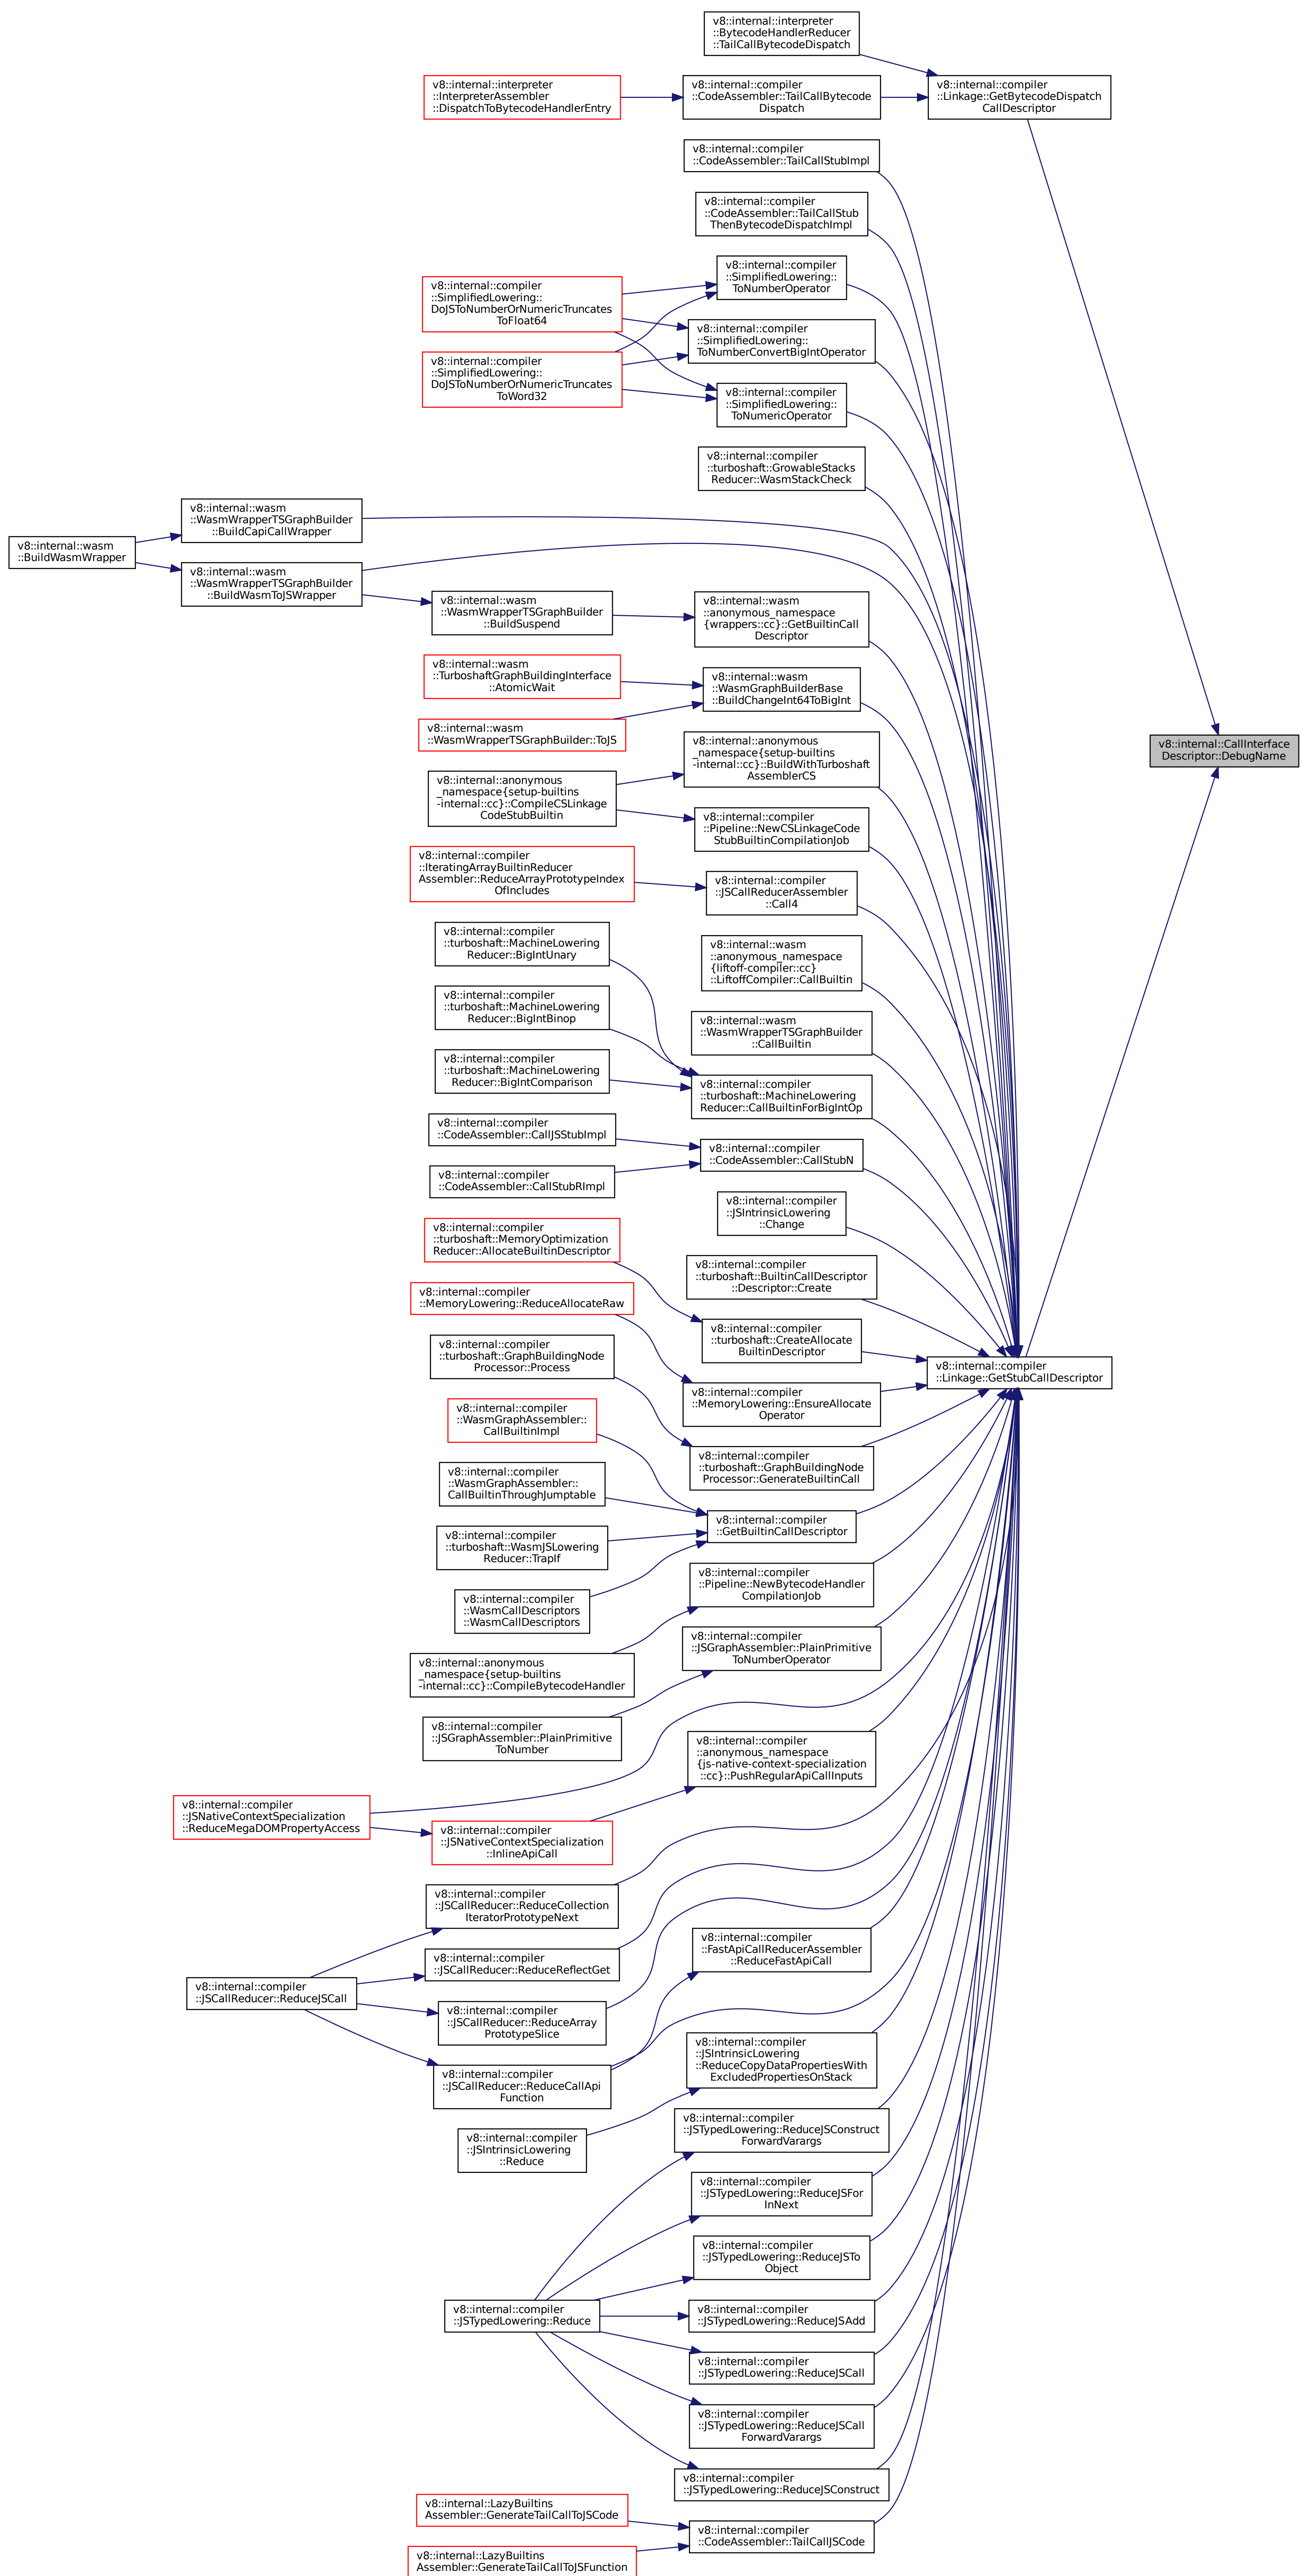 v8::internal::interpreter
::BytecodeHandlerReducer
::TailCallBytecodeDispatch
v8::internal::interpreter
::InterpreterAssembler
::DispatchToBytecodeHandlerEntry
v8::internal::compiler
::CodeAssembler::TailCallBytecode
Dispatch
v8::internal::compiler
::Linkage::GetBytecodeDispatch
CallDescriptor
v8::internal::compiler
::CodeAssembler::TailCallStubImpl
v8::internal::compiler
::CodeAssembler::TailCallStub
ThenBytecodeDispatchImpl
v8::internal::compiler
::SimplifiedLowering::
ToNumberOperator
v8::internal::compiler
::SimplifiedLowering::
DoJSToNumberOrNumericTruncates
ToFloat64
v8::internal::compiler
::SimplifiedLowering::
ToNumberConvertBigIntOperator
v8::internal::compiler
::SimplifiedLowering::
DoJSToNumberOrNumericTruncates
ToWord32
v8::internal::compiler
::SimplifiedLowering::
ToNumericOperator
v8::internal::compiler
::turboshaft::GrowableStacks
Reducer::WasmStackCheck
v8::internal::wasm
::WasmWrapperTSGraphBuilder
::BuildCapiCallWrapper
v8::internal::wasm
::BuildWasmWrapper
v8::internal::wasm
::WasmWrapperTSGraphBuilder
::BuildWasmToJSWrapper
v8::internal::wasm
::WasmWrapperTSGraphBuilder
::BuildSuspend
v8::internal::wasm
::anonymous_namespace
{wrappers::cc}::GetBuiltinCall
Descriptor
v8::internal::wasm
::TurboshaftGraphBuildingInterface
::AtomicWait
v8::internal::wasm
::WasmGraphBuilderBase
::BuildChangeInt64ToBigInt
v8::internal::wasm
::WasmWrapperTSGraphBuilder::ToJS
v8::internal::anonymous
_namespace{setup-builtins
-internal::cc}::BuildWithTurboshaft
AssemblerCS
v8::internal::CallInterface
Descriptor::DebugName
v8::internal::anonymous
_namespace{setup-builtins
-internal::cc}::CompileCSLinkage
CodeStubBuiltin
v8::internal::compiler
::Pipeline::NewCSLinkageCode
StubBuiltinCompilationJob
v8::internal::compiler
::IteratingArrayBuiltinReducer
Assembler::ReduceArrayPrototypeIndex
OfIncludes
v8::internal::compiler
::JSCallReducerAssembler
::Call4
v8::internal::compiler
::turboshaft::MachineLowering
Reducer::BigIntUnary
v8::internal::wasm
::anonymous_namespace
{liftoff-compiler::cc}
::LiftoffCompiler::CallBuiltin
v8::internal::compiler
::turboshaft::MachineLowering
Reducer::BigIntBinop
v8::internal::wasm
::WasmWrapperTSGraphBuilder
::CallBuiltin
v8::internal::compiler
::turboshaft::MachineLowering
Reducer::BigIntComparison
v8::internal::compiler
::turboshaft::MachineLowering
Reducer::CallBuiltinForBigIntOp
v8::internal::compiler
::CodeAssembler::CallJSStubImpl
v8::internal::compiler
::CodeAssembler::CallStubN
v8::internal::compiler
::CodeAssembler::CallStubRImpl
v8::internal::compiler
::JSIntrinsicLowering
::Change
v8::internal::compiler
::turboshaft::MemoryOptimization
Reducer::AllocateBuiltinDescriptor
v8::internal::compiler
::turboshaft::BuiltinCallDescriptor
::Descriptor::Create
v8::internal::compiler
::MemoryLowering::ReduceAllocateRaw
v8::internal::compiler
::turboshaft::CreateAllocate
BuiltinDescriptor
v8::internal::compiler
::Linkage::GetStubCallDescriptor
v8::internal::compiler
::turboshaft::GraphBuildingNode
Processor::Process
v8::internal::compiler
::MemoryLowering::EnsureAllocate
Operator
v8::internal::compiler
::WasmGraphAssembler::
CallBuiltinImpl
v8::internal::compiler
::turboshaft::GraphBuildingNode
Processor::GenerateBuiltinCall
v8::internal::compiler
::WasmGraphAssembler::
CallBuiltinThroughJumptable
v8::internal::compiler
::GetBuiltinCallDescriptor
v8::internal::compiler
::turboshaft::WasmJSLowering
Reducer::TrapIf
v8::internal::compiler
::WasmCallDescriptors
::WasmCallDescriptors
v8::internal::compiler
::Pipeline::NewBytecodeHandler
CompilationJob
v8::internal::anonymous
_namespace{setup-builtins
-internal::cc}::CompileBytecodeHandler
v8::internal::compiler
::JSGraphAssembler::PlainPrimitive
ToNumberOperator
v8::internal::compiler
::JSGraphAssembler::PlainPrimitive
ToNumber
v8::internal::compiler
::anonymous_namespace
{js-native-context-specialization
::cc}::PushRegularApiCallInputs
v8::internal::compiler
::JSNativeContextSpecialization
::ReduceMegaDOMPropertyAccess
v8::internal::compiler
::JSNativeContextSpecialization
::InlineApiCall
v8::internal::compiler
::JSCallReducer::ReduceCollection
IteratorPrototypeNext
v8::internal::compiler
::FastApiCallReducerAssembler
::ReduceFastApiCall
v8::internal::compiler
::JSCallReducer::ReduceReflectGet
v8::internal::compiler
::JSCallReducer::ReduceJSCall
v8::internal::compiler
::JSCallReducer::ReduceArray
PrototypeSlice
v8::internal::compiler
::JSIntrinsicLowering
::ReduceCopyDataPropertiesWith
ExcludedPropertiesOnStack
v8::internal::compiler
::JSCallReducer::ReduceCallApi
Function
v8::internal::compiler
::JSTypedLowering::ReduceJSConstruct
ForwardVarargs
v8::internal::compiler
::JSIntrinsicLowering
::Reduce
v8::internal::compiler
::JSTypedLowering::ReduceJSFor
InNext
v8::internal::compiler
::JSTypedLowering::ReduceJSTo
Object
v8::internal::compiler
::JSTypedLowering::Reduce
v8::internal::compiler
::JSTypedLowering::ReduceJSAdd
v8::internal::compiler
::JSTypedLowering::ReduceJSCall
v8::internal::compiler
::JSTypedLowering::ReduceJSCall
ForwardVarargs
v8::internal::compiler
::JSTypedLowering::ReduceJSConstruct
v8::internal::LazyBuiltins
Assembler::GenerateTailCallToJSCode
v8::internal::compiler
::CodeAssembler::TailCallJSCode
v8::internal::LazyBuiltins
Assembler::GenerateTailCallToJSFunction